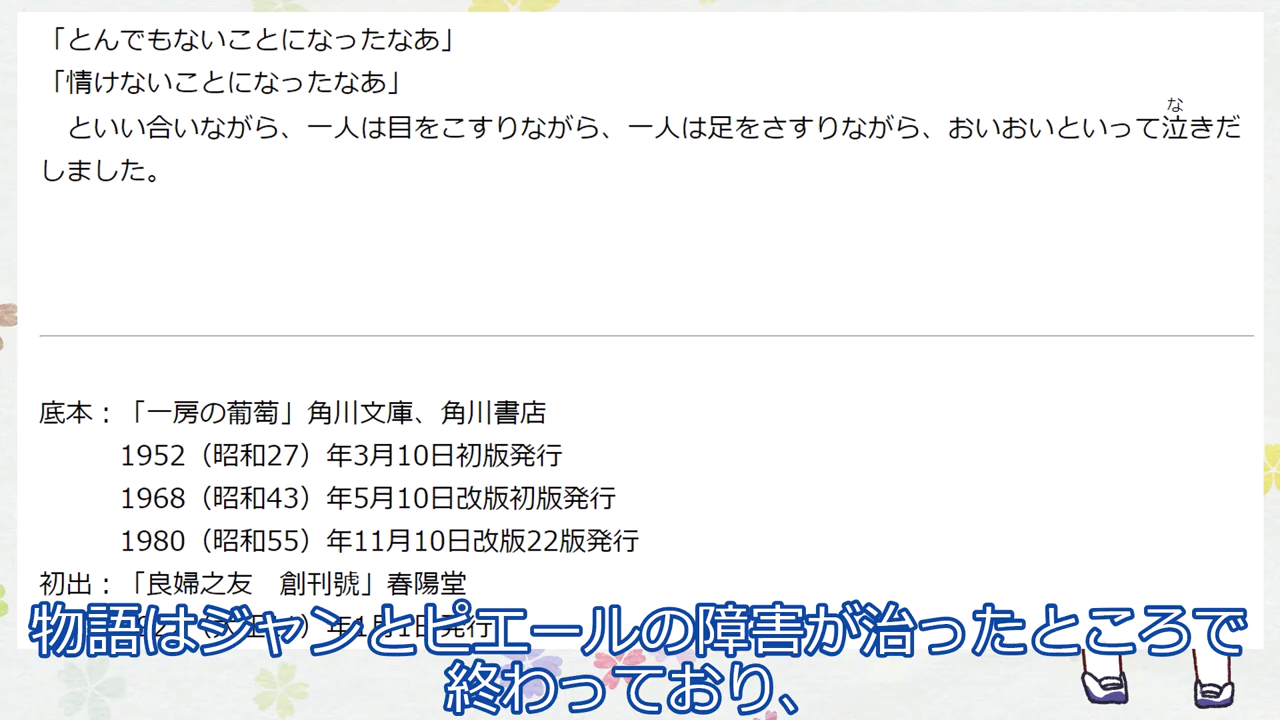 「とんでもないことになったなあ」
「情けないことになったなあ」
といい合いながら、一人は目をこすりながら、一人は足をさすりながら、おいおいといって泣きだ
な
しました。
底本：「一房の葡萄」角川文庫、角川書店
1952（昭和27）年3月10日初版発行
1968（昭和43）年5月10日改版初版発行
1980（昭和55）年11月10日改版22版発行
初出：「良婦之友　創刊號」春陽堂
年1月1日発行
物語はジャンとピエールの障害が治ったところで
終わっており、